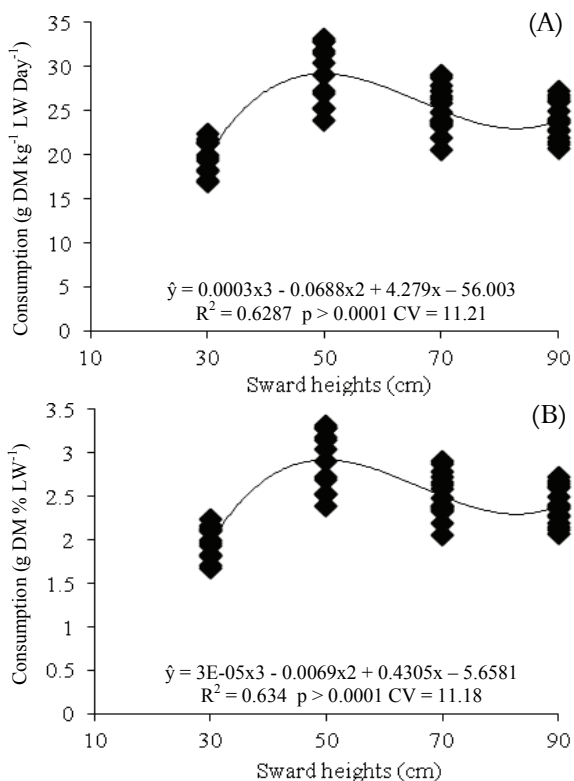 (A)
Consumption (g DM kg⁻¹ LW Day⁻¹)
35
30
25
20
15
10
5
0
ŷ = 0.0003x3 - 0.0688x2 + 4.279x – 56.003
R² = 0.6287 p > 0.0001 CV = 11.21
10 30 50 70 90
Sward heights (cm)
(B)
Consumption (g DM % LW⁻¹)
3.5
3
2.5
2
1.5
1
0.5
0
ŷ = 3E-05x3 - 0.0069x2 + 0.4305x – 5.6581
R² = 0.634 p > 0.0001 CV = 11.18
10 30 50 70 90
Sward heights (cm)